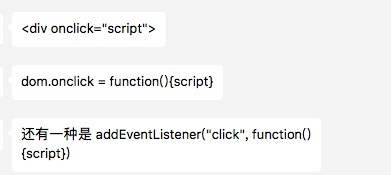 <div onclick="script">
dom.onclick = function(){script}
还有一种是 addEventListener("click", function()
{script})